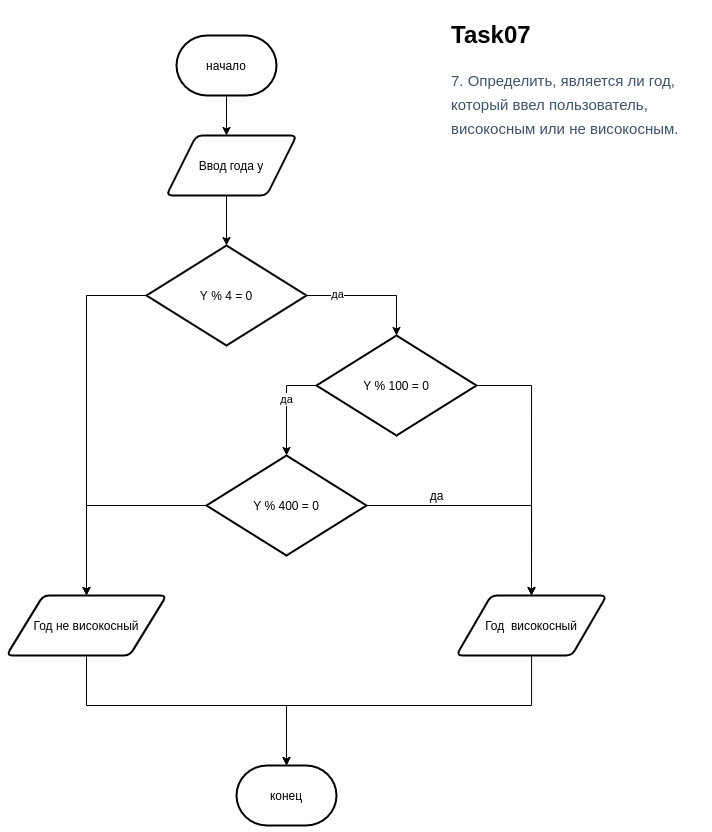 Task07
7. Определить, является ли год,
который ввел пользователь,
високосным или не високосным.
начало
Ввод года y
Y % 4 = 0
да
Y % 100 = 0
да
Y % 400 = 0
да
Год не високосный
Год  високосный
конец